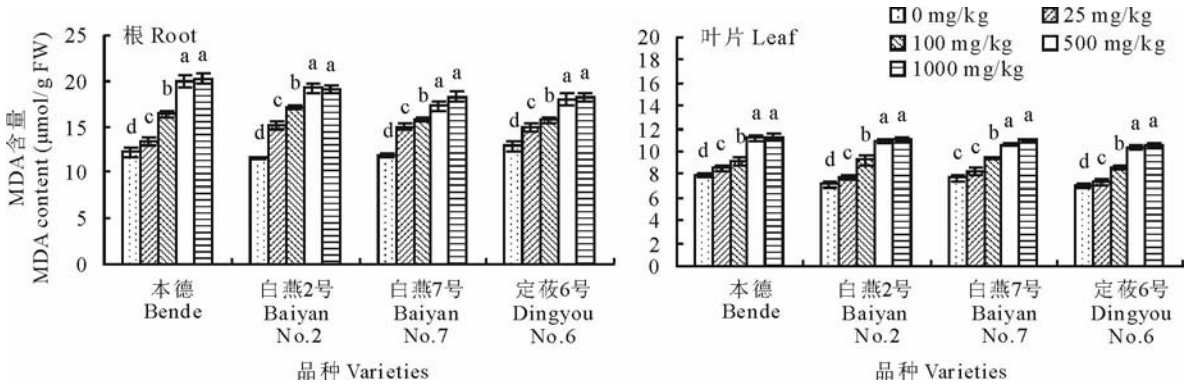 MDA含量
MDA content (μmol/g FW)
根 Root
25
20
15
10
5
0
d c b a a
d c b a a
d c b a a
d c b a a
本德
Bende
白燕2号
Baiyan
No.2
白燕7号
Baiyan
No.7
定莜6号
Dingyou
No.6
品种 Varieties
叶片 Leaf
0 mg/kg
25 mg/kg
100 mg/kg
500 mg/kg
1000 mg/kg
20
18
16
14
12
10
8
6
4
2
0
d c b a a
d c b a a
c c b a a
d c b a a
本德
Bende
白燕2号
Baiyan
No.2
白燕7号
Baiyan
No.7
定莜6号
Dingyou
No.6
品种 Varieties